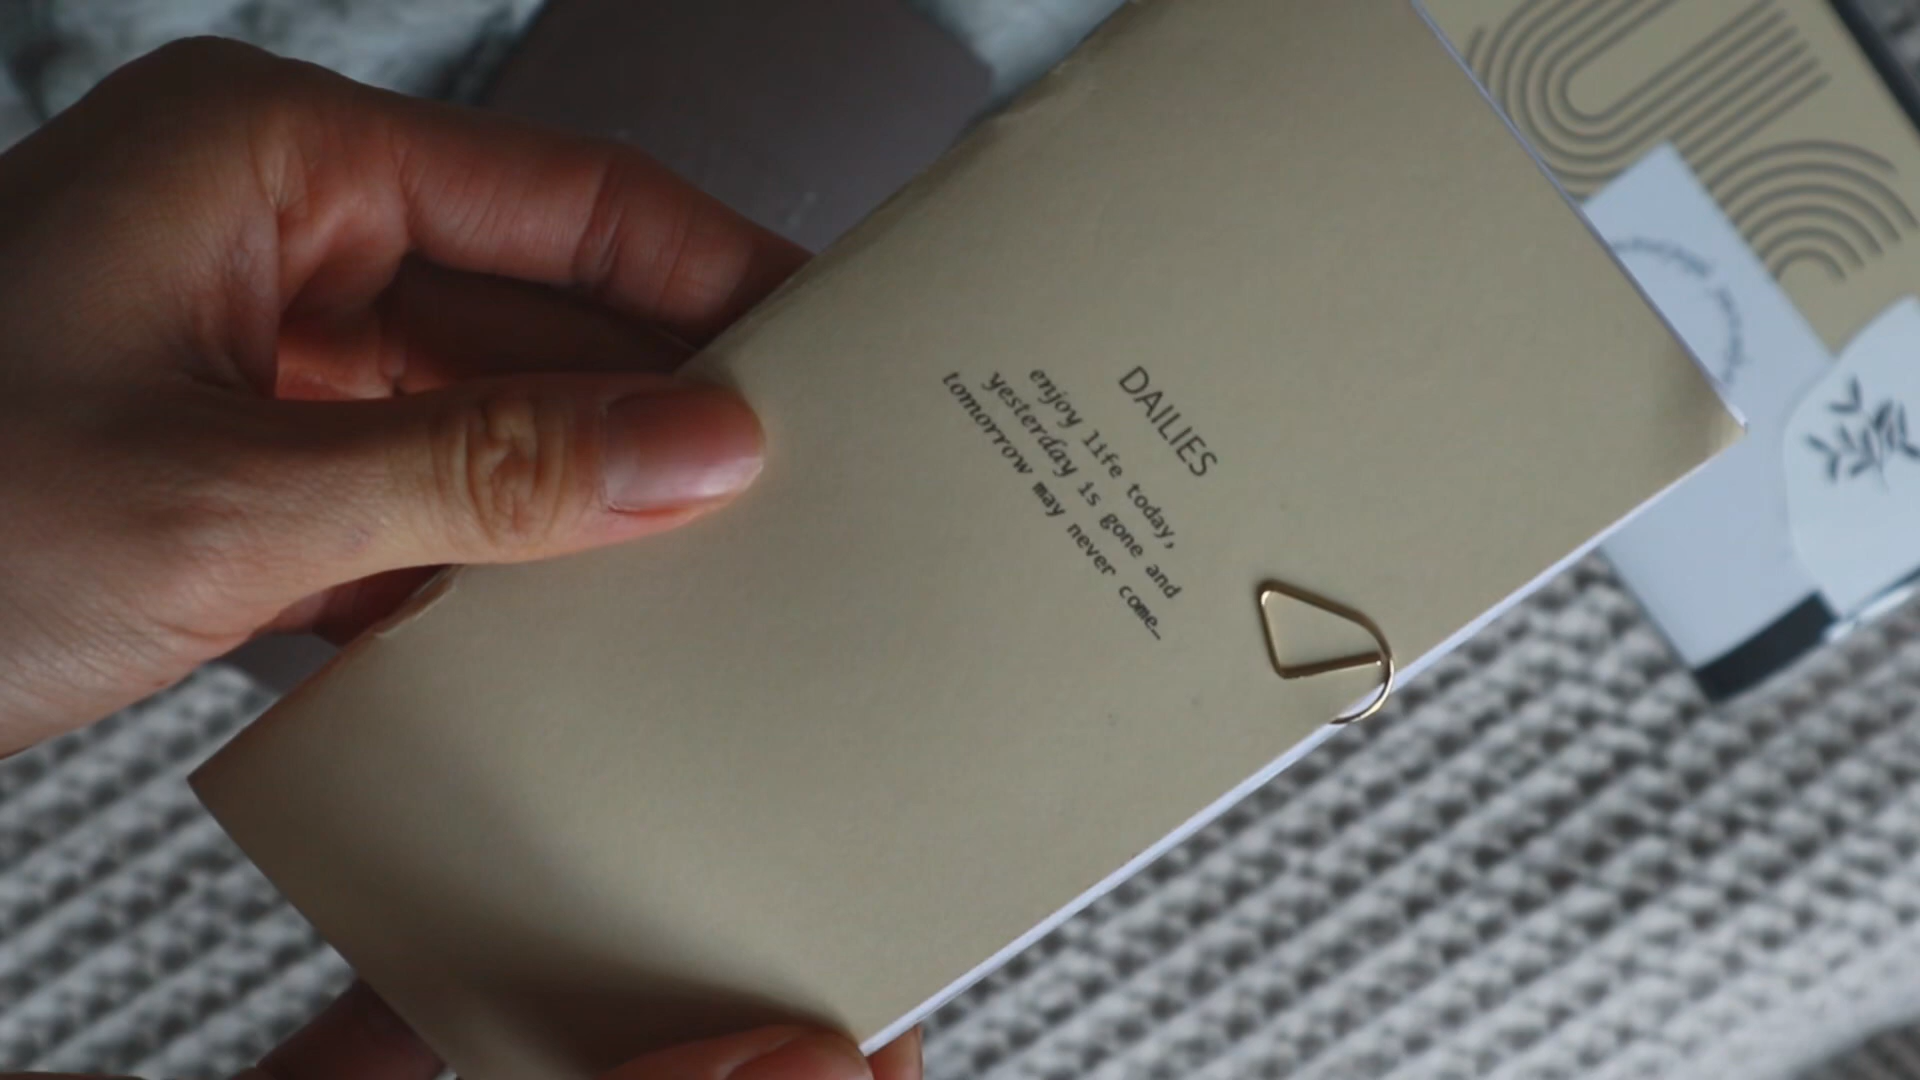 DAILIES
enjoy life today,
yesterday is gone and
tomorrow may never come...